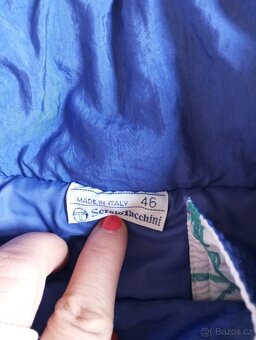 MADE IN ITALY 46
Sergio Tacchini
Bazos.cz